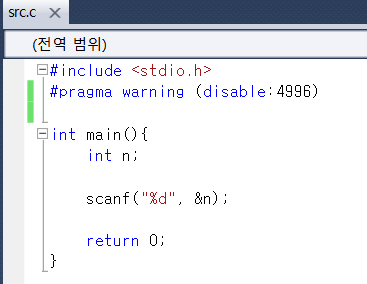 src.c
(전역 범위)
#include <stdio.h>
#pragma warning (disable:4996)
int main(){
int n;
scanf("%d", &n);
return 0;
}